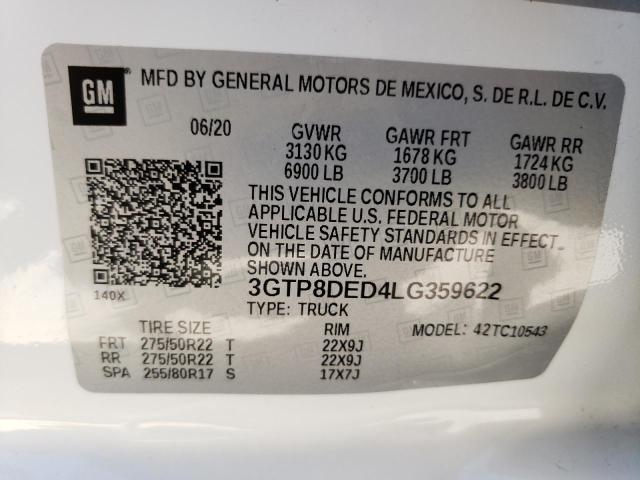 GM
MFD BY GENERAL MOTORS DE MEXICO, S. DE R.L. DE C.V.
06/20 GVWR GAWR FRT GAWR RR
3130 KG 1678 KG 1724 KG
6900 LB 3700 LB 3800 LB
THIS VEHICLE CONFORMS TO ALL
APPLICABLE U.S. FEDERAL MOTOR
VEHICLE SAFETY STANDARDS IN EFFECT
ON THE DATE OF MANUFACTURE
SHOWN ABOVE.
140X 3GTP8DED4LG359622
TYPE: TRUCK
TIRE SIZE RIM MODEL: 42TC10543
FRT 275/50R22 T 22X9J
RR 275/50R22 T 22X9J
SPA 255/80R17 S 17X7J